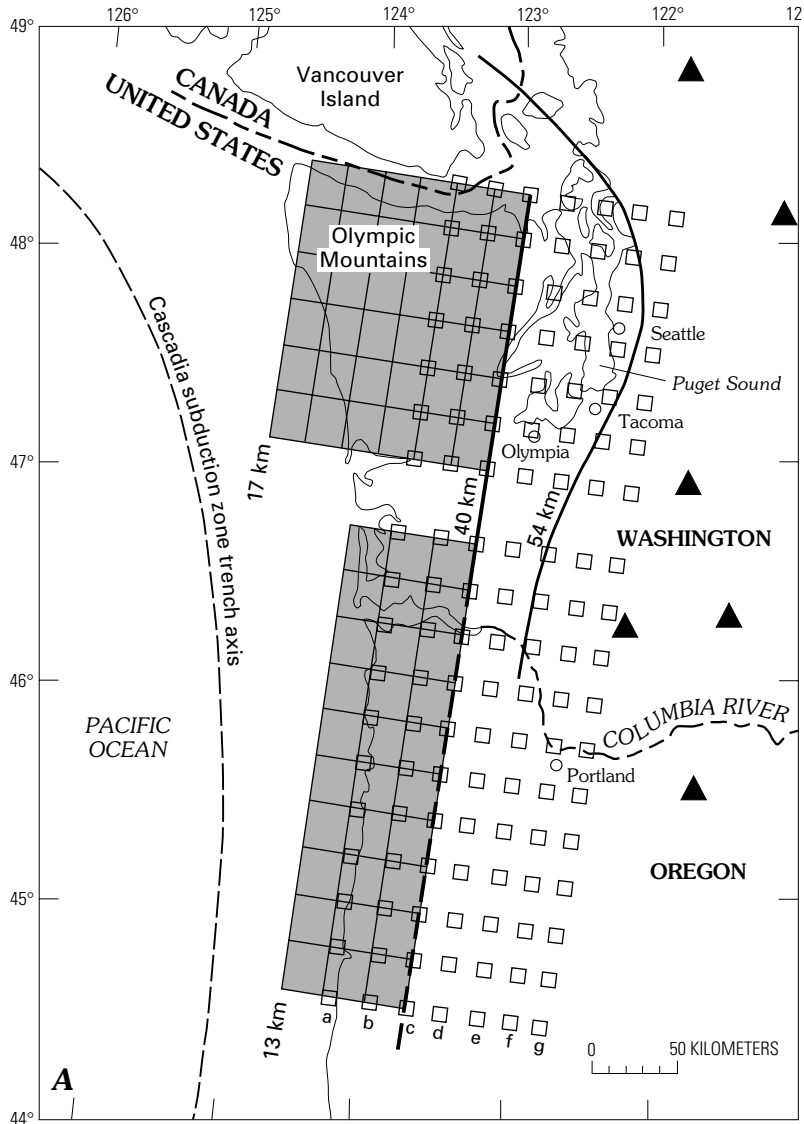 126°
125°
124°
123°
122°
12
49°
48°
47°
46°
45°
44°
Vancouver
Island
CANADA
UNITED STATES
Olympic
Mountains
Cascadia subduction zone trench axis
Seattle
Puget Sound
Tacoma
Olympia
17 km
40 km
54 km
WASHINGTON
PACIFIC
OCEAN
COLUMBIA RIVER
Portland
OREGON
13 km
a
b
c
d
e
f
g
0
50 KILOMETERS
A